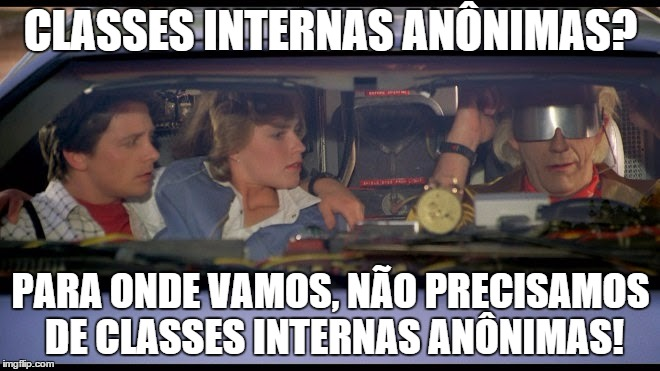 CLASSES INTERNAS ANÔNIMAS?
PARA ONDE VAMOS, NÃO PRECISAMOS
DE CLASSES INTERNAS ANÔNIMAS!
imgflip.com